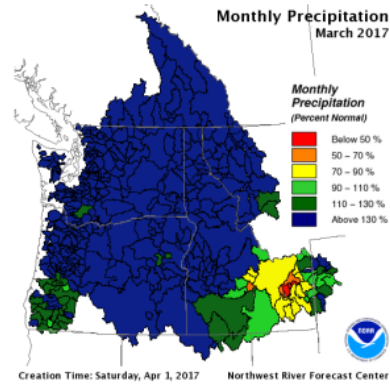 Monthly Precipitation
March 2017
Monthly
Precipitation
(Percent Normal)
Below 50 %
50 - 70 %
70 - 90 %
90 - 110 %
110 - 130 %
Above 130 %
NOAA
Creation Time: Saturday, Apr 1, 2017 Northwest River Forecast Center